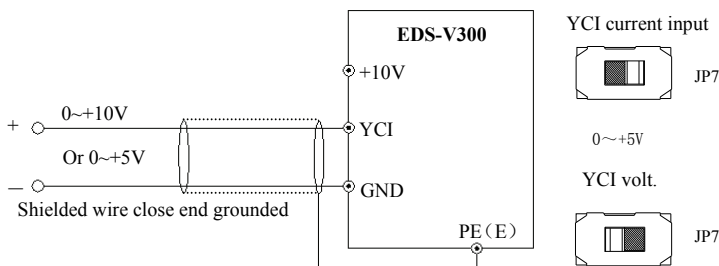 EDS-V300
YCI current input
+10V
JP7
0~+10V
+
YCI
0～+5V
Or 0~+5V
YCI volt.
—
GND
Shielded wire close end grounded
PE（E）
JP7